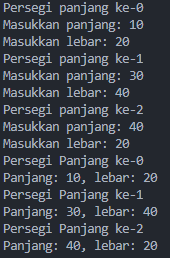 Persegi panjang ke-0
Masukkan panjang: 10
Masukkan lebar: 20
Persegi panjang ke-1
Masukkan panjang: 30
Masukkan lebar: 40
Persegi panjang ke-2
Masukkan panjang: 40
Masukkan lebar: 20
Persegi Panjang ke-0
Panjang: 10, lebar: 20
Persegi Panjang ke-1
Panjang: 30, lebar: 40
Persegi Panjang ke-2
Panjang: 40, lebar: 20